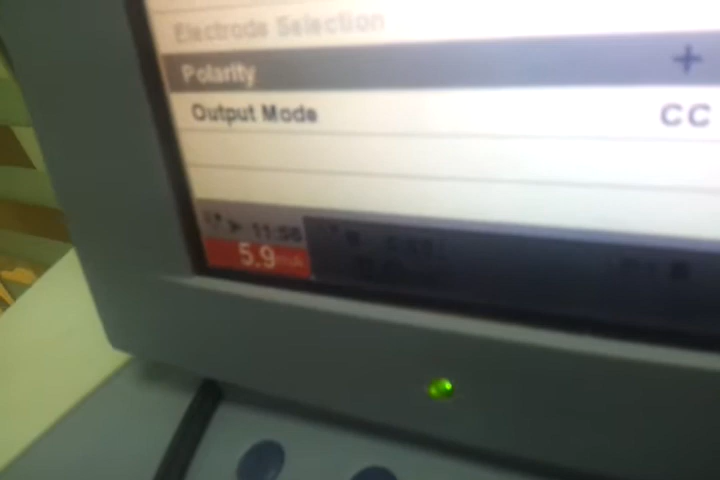 Electrode Selection
Polarity +
Output Mode CC
11:56
5.9